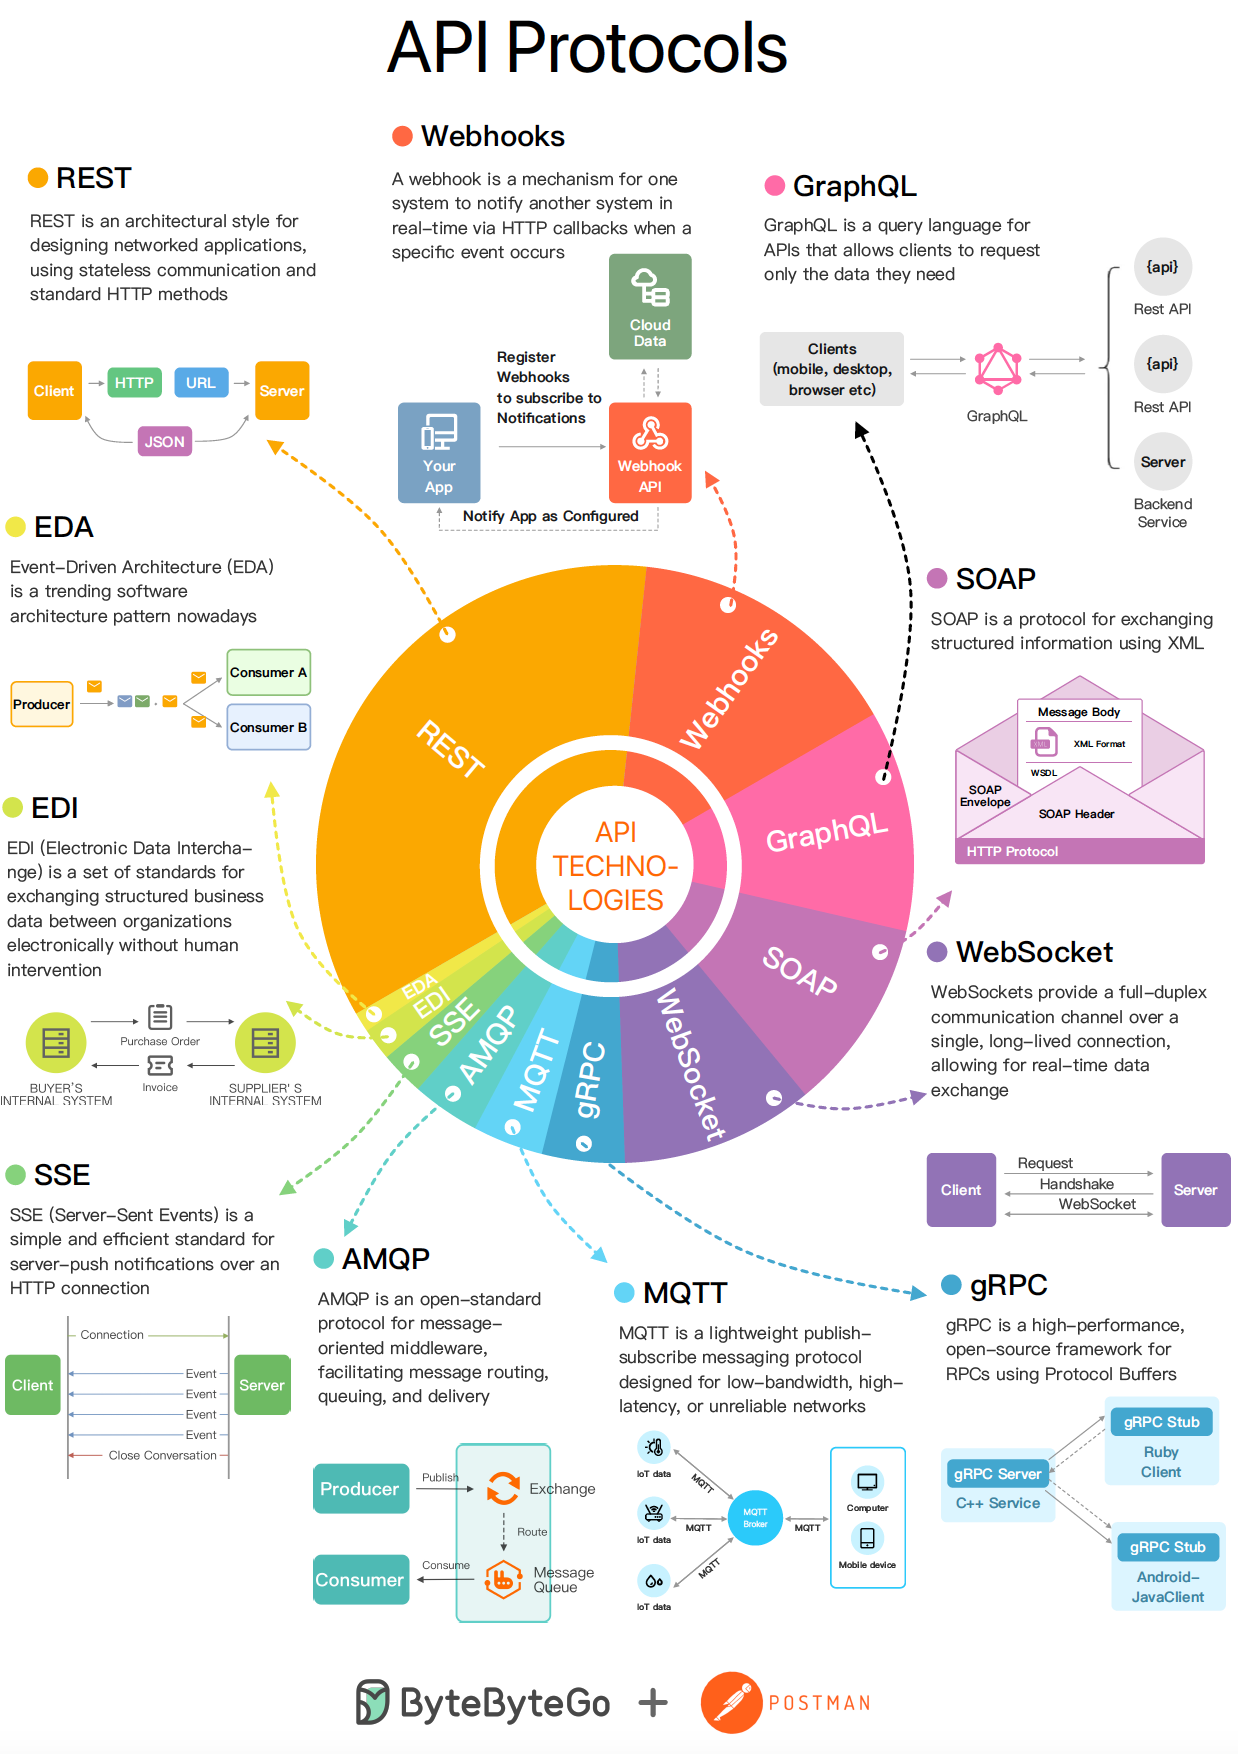 API Protocols
REST
REST is an architectural style for
designing networked applications,
using stateless communication and
standard HTTP methods
Client
HTTP
URL
Server
JSON
Webhooks
A webhook is a mechanism for one
system to notify another system in
real-time via HTTP callbacks when a
specific event occurs
Cloud
Data
Register
Webhooks
to subscribe to
Notifications
Your
App
Webhook
API
Notify App as Configured
GraphQL
GraphQL is a query language for
APIs that allows clients to request
only the data they need
Clients
(mobile, desktop,
browser etc)
GraphQL
{api}
Rest API
{api}
Rest API
Server
Backend
Service
EDA
Event-Driven Architecture (EDA)
is a trending software
architecture pattern nowadays
Producer
Consumer A
Consumer B
SOAP
SOAP is a protocol for exchanging
structured information using XML
Message Body
XML
XML Format
WSDL
SOAP
Envelope
SOAP Header
HTTP Protocol
API
TECHNO-
LOGIES
REST
Webhooks
GraphQL
SOAP
WebSocket
gRPC
MQTT
AMQP
SSE
EDI
EDA
EDI
EDI (Electronic Data Intercha-
nge) is a set of standards for
exchanging structured business
data between organizations
electronically without human
intervention
Purchase Order
Invoice
BUYER'S
INTERNAL SYSTEM
SUPPLIER' S
INTERNAL SYSTEM
WebSocket
WebSockets provide a full-duplex
communication channel over a
single, long-lived connection,
allowing for real-time data
exchange
Client
Request
Handshake
WebSocket
Server
SSE
SSE (Server-Sent Events) is a
simple and efficient standard for
server-push notifications over an
HTTP connection
Connection
Client
Event
Event
Event
Event
Server
Close Conversation
AMQP
AMQP is an open-standard
protocol for message-
oriented middleware,
facilitating message routing,
queuing, and delivery
Producer
Publish
Exchange
Route
Consumer
Consume
Message
Queue
MQTT
MQTT is a lightweight publish-
subscribe messaging protocol
designed for low-bandwidth, high-
latency, or unreliable networks
IoT data
IoT data
IoT data
MQTT
MQTT
MQTT
MQTT
Broker
MQTT
Computer
Mobile device
gRPC
gRPC is a high-performance,
open-source framework for
RPCs using Protocol Buffers
gRPC Server
C++ Service
gRPC Stub
Ruby
Client
gRPC Stub
Android-
JavaClient
ByteByteGo + POSTMAN